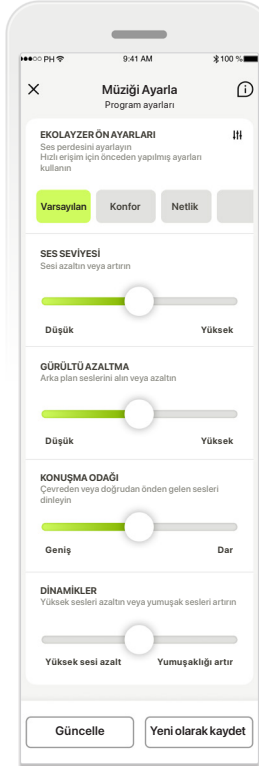 PH 9:41 AM 100 %
Müziği Ayarla
Program ayarları
EKOLAYZER ÖN AYARLARI
Ses perdesini ayarlayın
Hızlı erişim için önceden yapılmış ayarları
kullanın
Varsayılan Konfor Netlik
SES SEVİYESİ
Sesi azaltın veya artırın
Düşük Yüksek
GÜRÜLTÜ AZALTMA
Arka plan seslerini alın veya azaltın
Düşük Yüksek
KONUŞMA ODAĞI
Çevreden veya doğrudan önden gelen sesleri
dinleyin
Geniş Dar
DİNAMİKLER
Yüksek sesleri azaltın veya yumuşak sesleri artırın
Yüksek sesi azalt Yumuşaklığı artır
Güncelle Yeni olarak kaydet